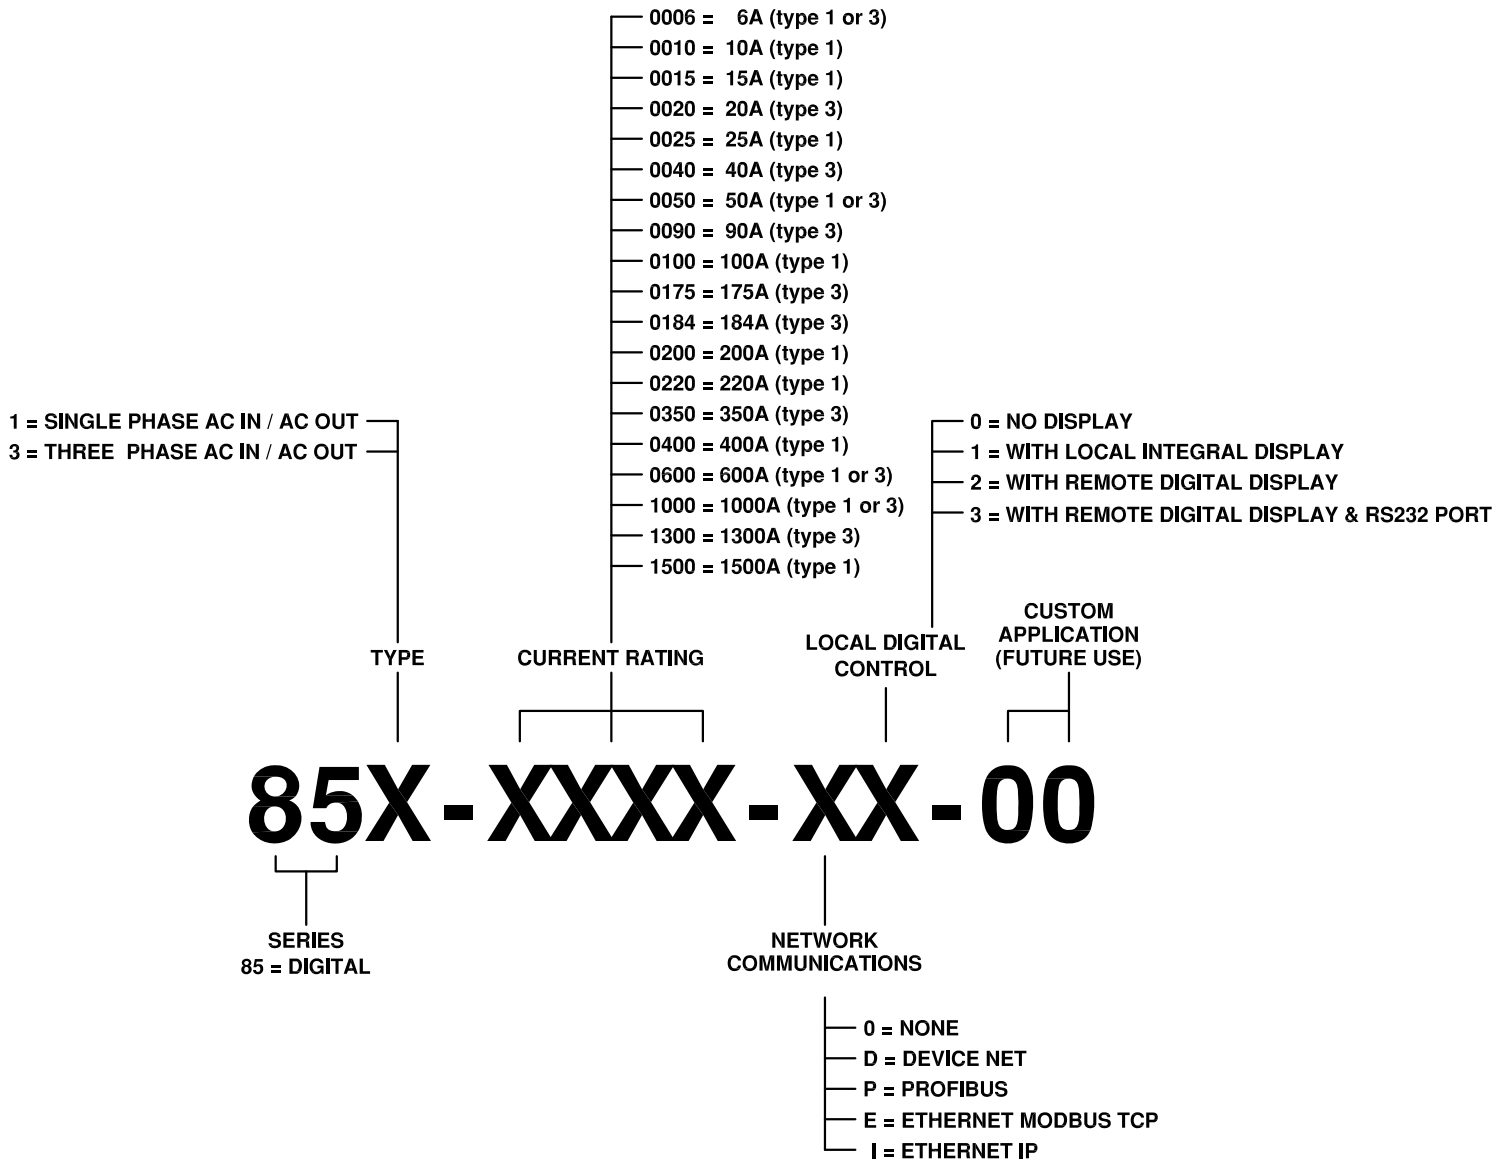 0006 = 6A (type 1 or 3)
0010 = 10A (type 1)
0015 = 15A (type 1)
0020 = 20A (type 3)
0025 = 25A (type 1)
0040 = 40A (type 3)
0050 = 50A (type 1 or 3)
0090 = 90A (type 3)
0100 = 100A (type 1)
0175 = 175A (type 3)
0184 = 184A (type 3)
0200 = 200A (type 1)
0220 = 220A (type 1)
0350 = 350A (type 3)
0400 = 400A (type 1)
0600 = 600A (type 1 or 3)
1000 = 1000A (type 1 or 3)
1300 = 1300A (type 3)
1500 = 1500A (type 1)
1 = SINGLE PHASE AC IN / AC OUT
3 = THREE PHASE AC IN / AC OUT
0 = NO DISPLAY
1 = WITH LOCAL INTEGRAL DISPLAY
2 = WITH REMOTE DIGITAL DISPLAY
3 = WITH REMOTE DIGITAL DISPLAY & RS232 PORT
TYPE
CURRENT RATING
LOCAL DIGITAL
CONTROL
CUSTOM
APPLICATION
(FUTURE USE)
85X-XXXX-XX-00
SERIES
85 = DIGITAL
NETWORK
COMMUNICATIONS
0 = NONE
D = DEVICE NET
P = PROFIBUS
E = ETHERNET MODBUS TCP
I = ETHERNET IP